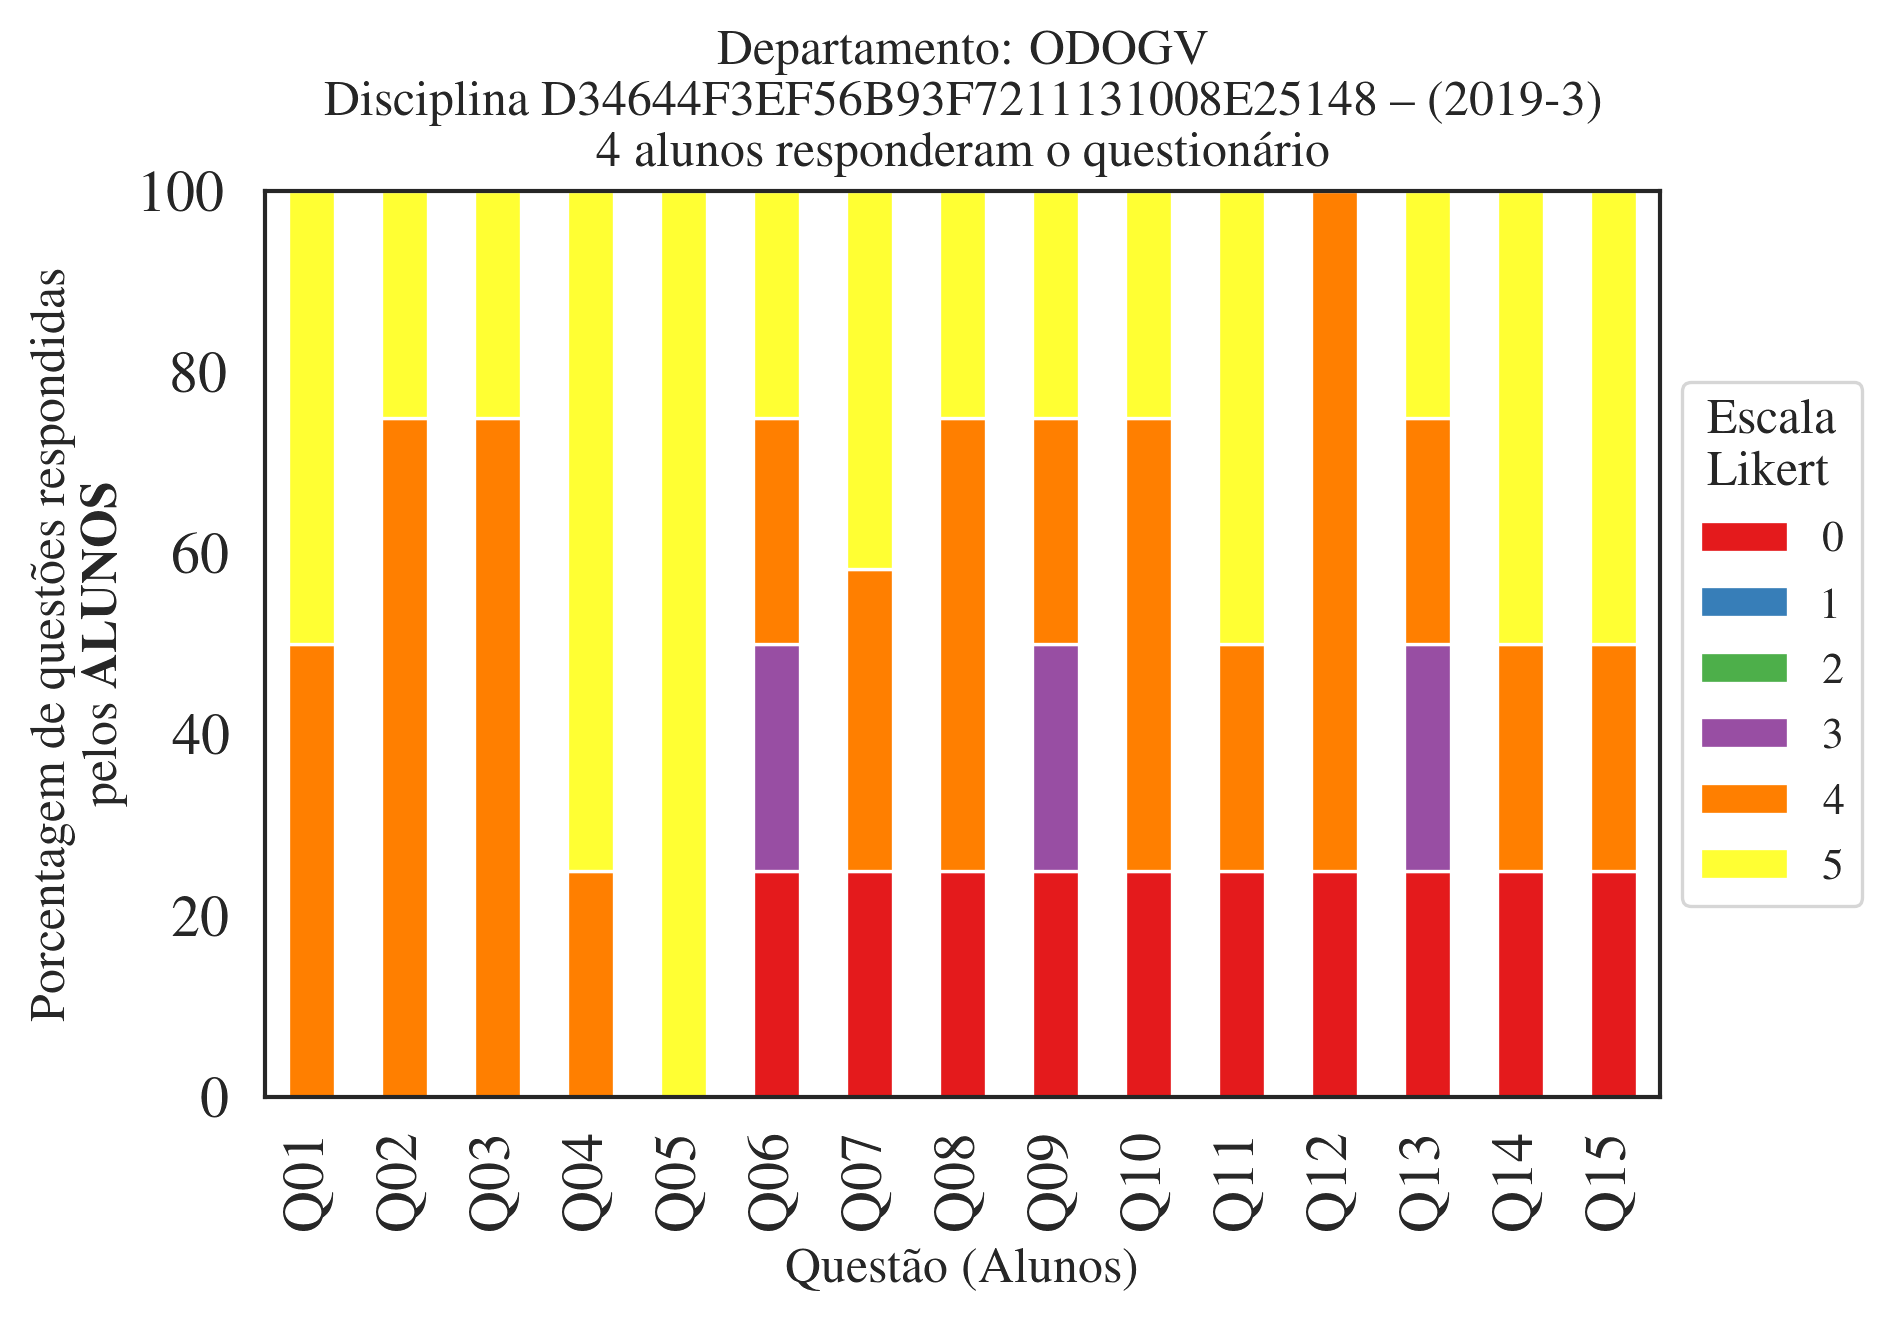 Departamento: ODOGV
Disciplina D34644F3EF56B93F7211131008E25148 – (2019-3)
4 alunos responderam o questionário
Porcentagem de questões respondidas
pelos ALUNOS
100
80
60
40
20
0
Q01
Q02
Q03
Q04
Q05
Q06
Q07
Q08
Q09
Q10
Q11
Q12
Q13
Q14
Q15
Questão (Alunos)
Escala
Likert
0
1
2
3
4
5